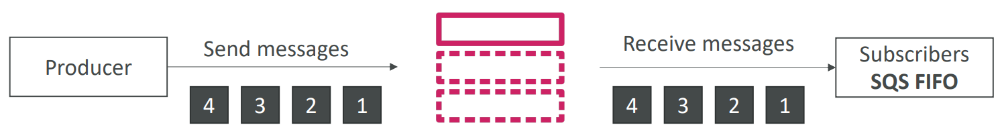 Producer
Send messages
4 3 2 1
Receive messages
4 3 2 1
Subscribers
SQS FIFO